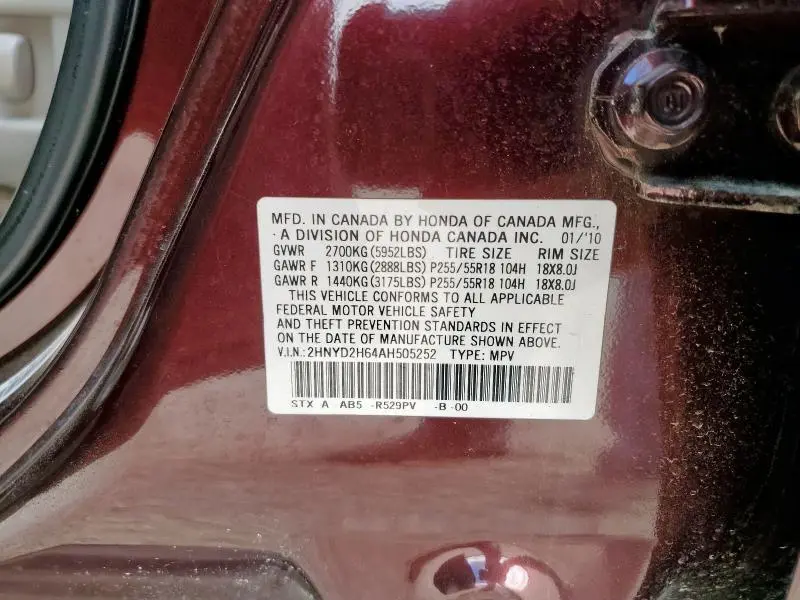 MFD. IN CANADA BY HONDA OF CANADA MFG.,
A DIVISION OF HONDA CANADA INC. 01/'10
GVWR 2700KG(5952LBS) TIRE SIZE RIM SIZE
GAWR F 1310KG(2888LBS) P255/55R18 104H 18X8.0J
GAWR R 1440KG(3175LBS) P255/55R18 104H 18X8.0J
THIS VEHICLE CONFORMS TO ALL APPLICABLE
FEDERAL MOTOR VEHICLE SAFETY
AND THEFT PREVENTION STANDARDS IN EFFECT
ON THE DATE OF MANUFACTURE SHOWN ABOVE.
V.I.N.:2HNYD2H64AH505252 TYPE: MPV
STX A AB5 -R529PV -B -00